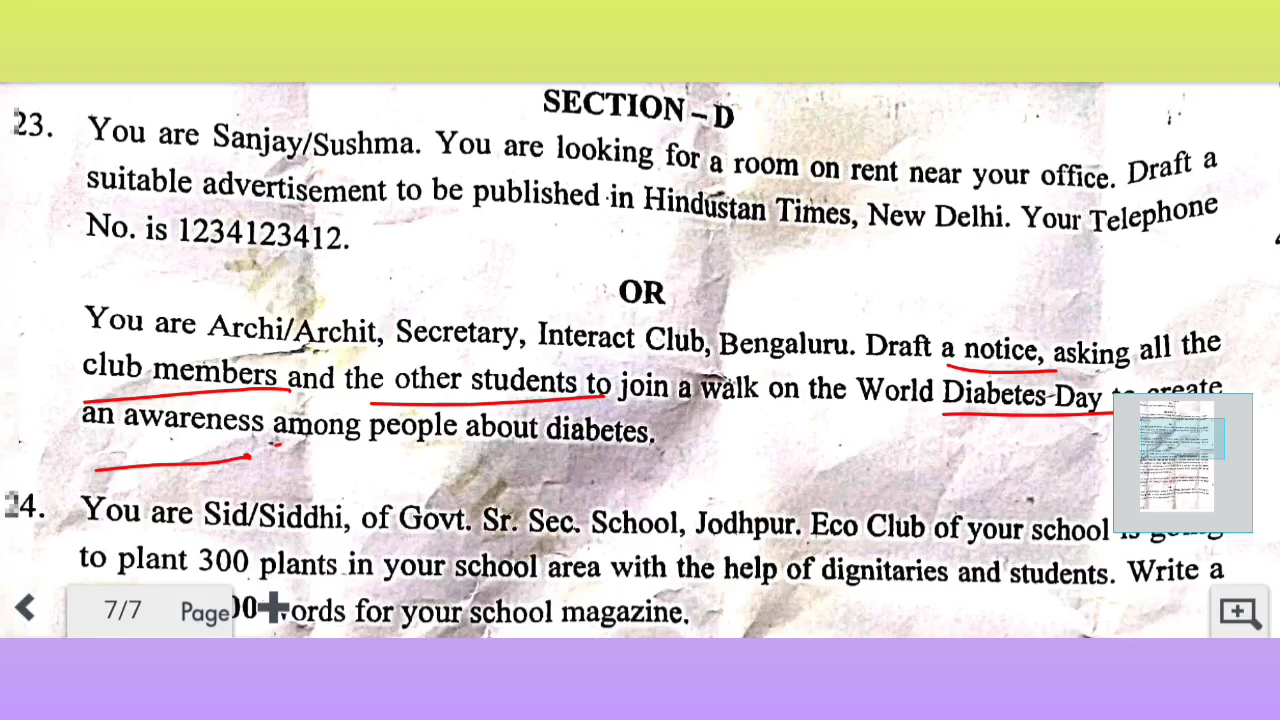 SECTION – D
23. You are Sanjay/Sushma. You are looking for a room on rent near your office. Draft a
suitable advertisement to be published in Hindustan Times, New Delhi. Your Telephone
No. is 1234123412.
OR
You are Archi/Archit, Secretary, Interact Club, Bengaluru. Draft a notice, asking all the
club members and the other students to join a walk on the World Diabetes Day to create
an awareness among people about diabetes.
24. You are Sid/Siddhi, of Govt. Sr. Sec. School, Jodhpur. Eco Club of your school is going
to plant 300 plants in your school area with the help of dignitaries and students. Write a
7/7 Page words for your school magazine.